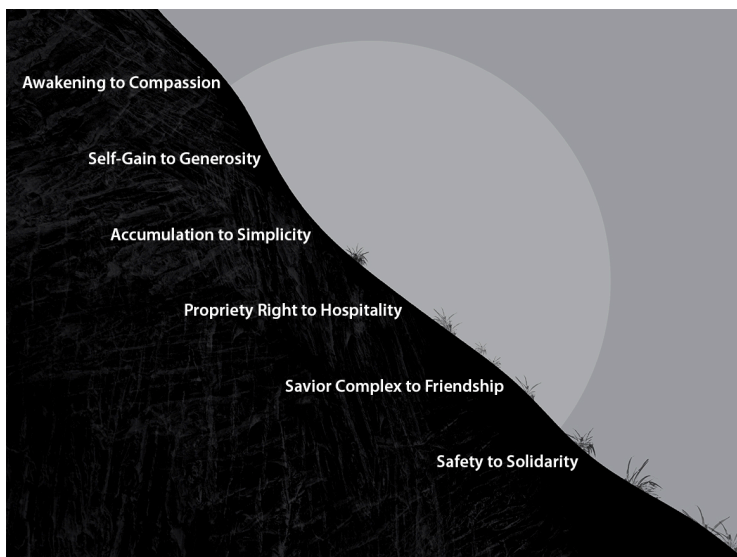 Awakening to Compassion
Self-Gain to Generosity
Accumulation to Simplicity
Propriety Right to Hospitality
Savior Complex to Friendship
Safety to Solidarity